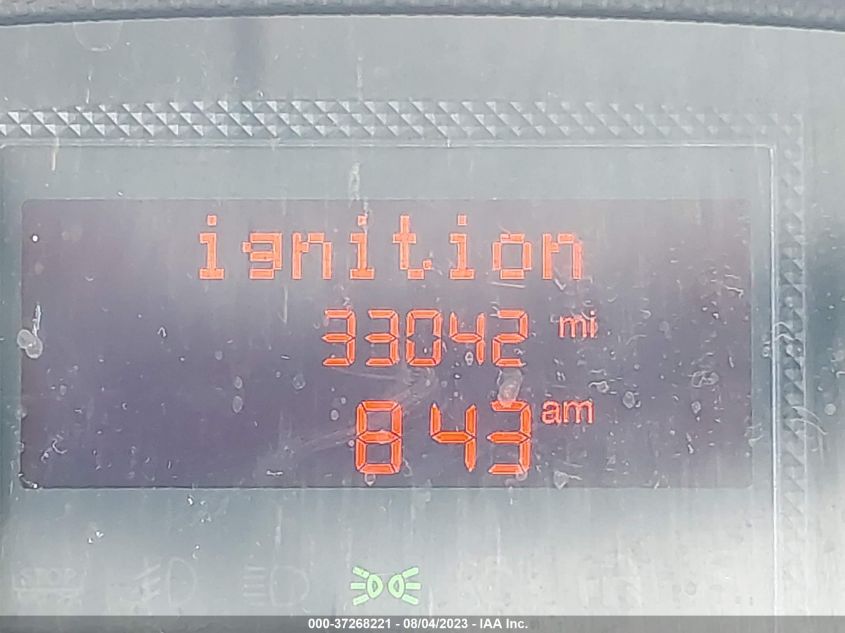 ignition
33042 mi
843 am
000-37268221 - 08/04/2023 - IAA Inc.